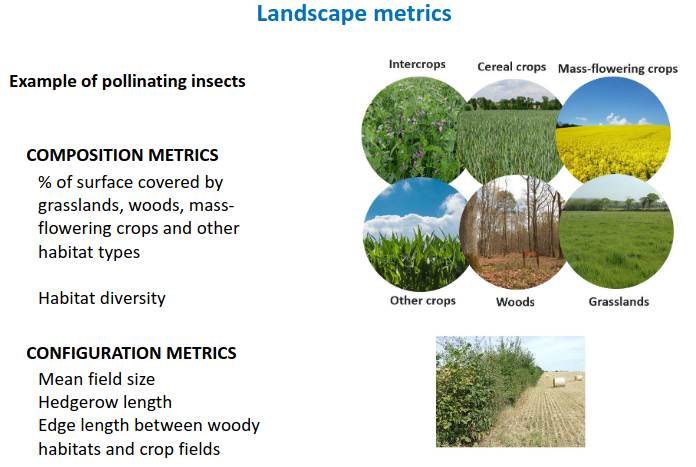 Landscape metrics
Example of pollinating insects
COMPOSITION METRICS
% of surface covered by
grasslands, woods, mass-
flowering crops and other
habitat types
Habitat diversity
CONFIGURATION METRICS
Mean field size
Hedgerow length
Edge length between woody
habitats and crop fields
Intercrops
Cereal crops
Mass-flowering crops
Other crops
Woods
Grasslands